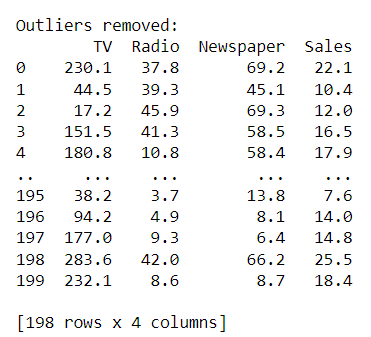 Outliers removed:
TV Radio Newspaper Sales
0 230.1 37.8 69.2 22.1
1 44.5 39.3 45.1 10.4
2 17.2 45.9 69.3 12.0
3 151.5 41.3 58.5 16.5
4 180.8 10.8 58.4 17.9
.. ... ... ... ...
195 38.2 3.7 13.8 7.6
196 94.2 4.9 8.1 14.0
197 177.0 9.3 6.4 14.8
198 283.6 42.0 66.2 25.5
199 232.1 8.6 8.7 18.4
[198 rows x 4 columns]